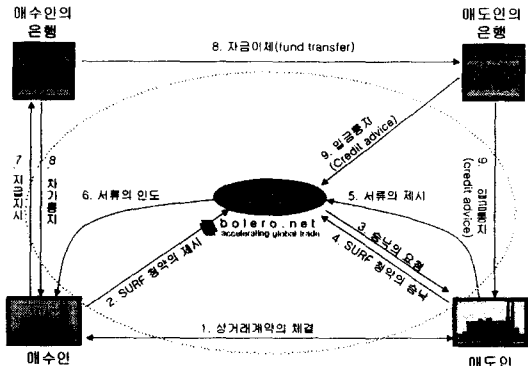 매수인의
은행
매도인의
은행
8. 자금이체(fund transfer)
9. 입금통지
(Credit advice)
7
지급지시
8
차기통지
6. 서류의 인도
5. 서류의 제시
9. 입금통지
(credit advice)
bolero.net
accelerating global trade
3. 승낙의 요청
4. SURF 청약의 승낙
2. SURF 청약의 제시
1. 상거래계약의 체결
매수인
매도인